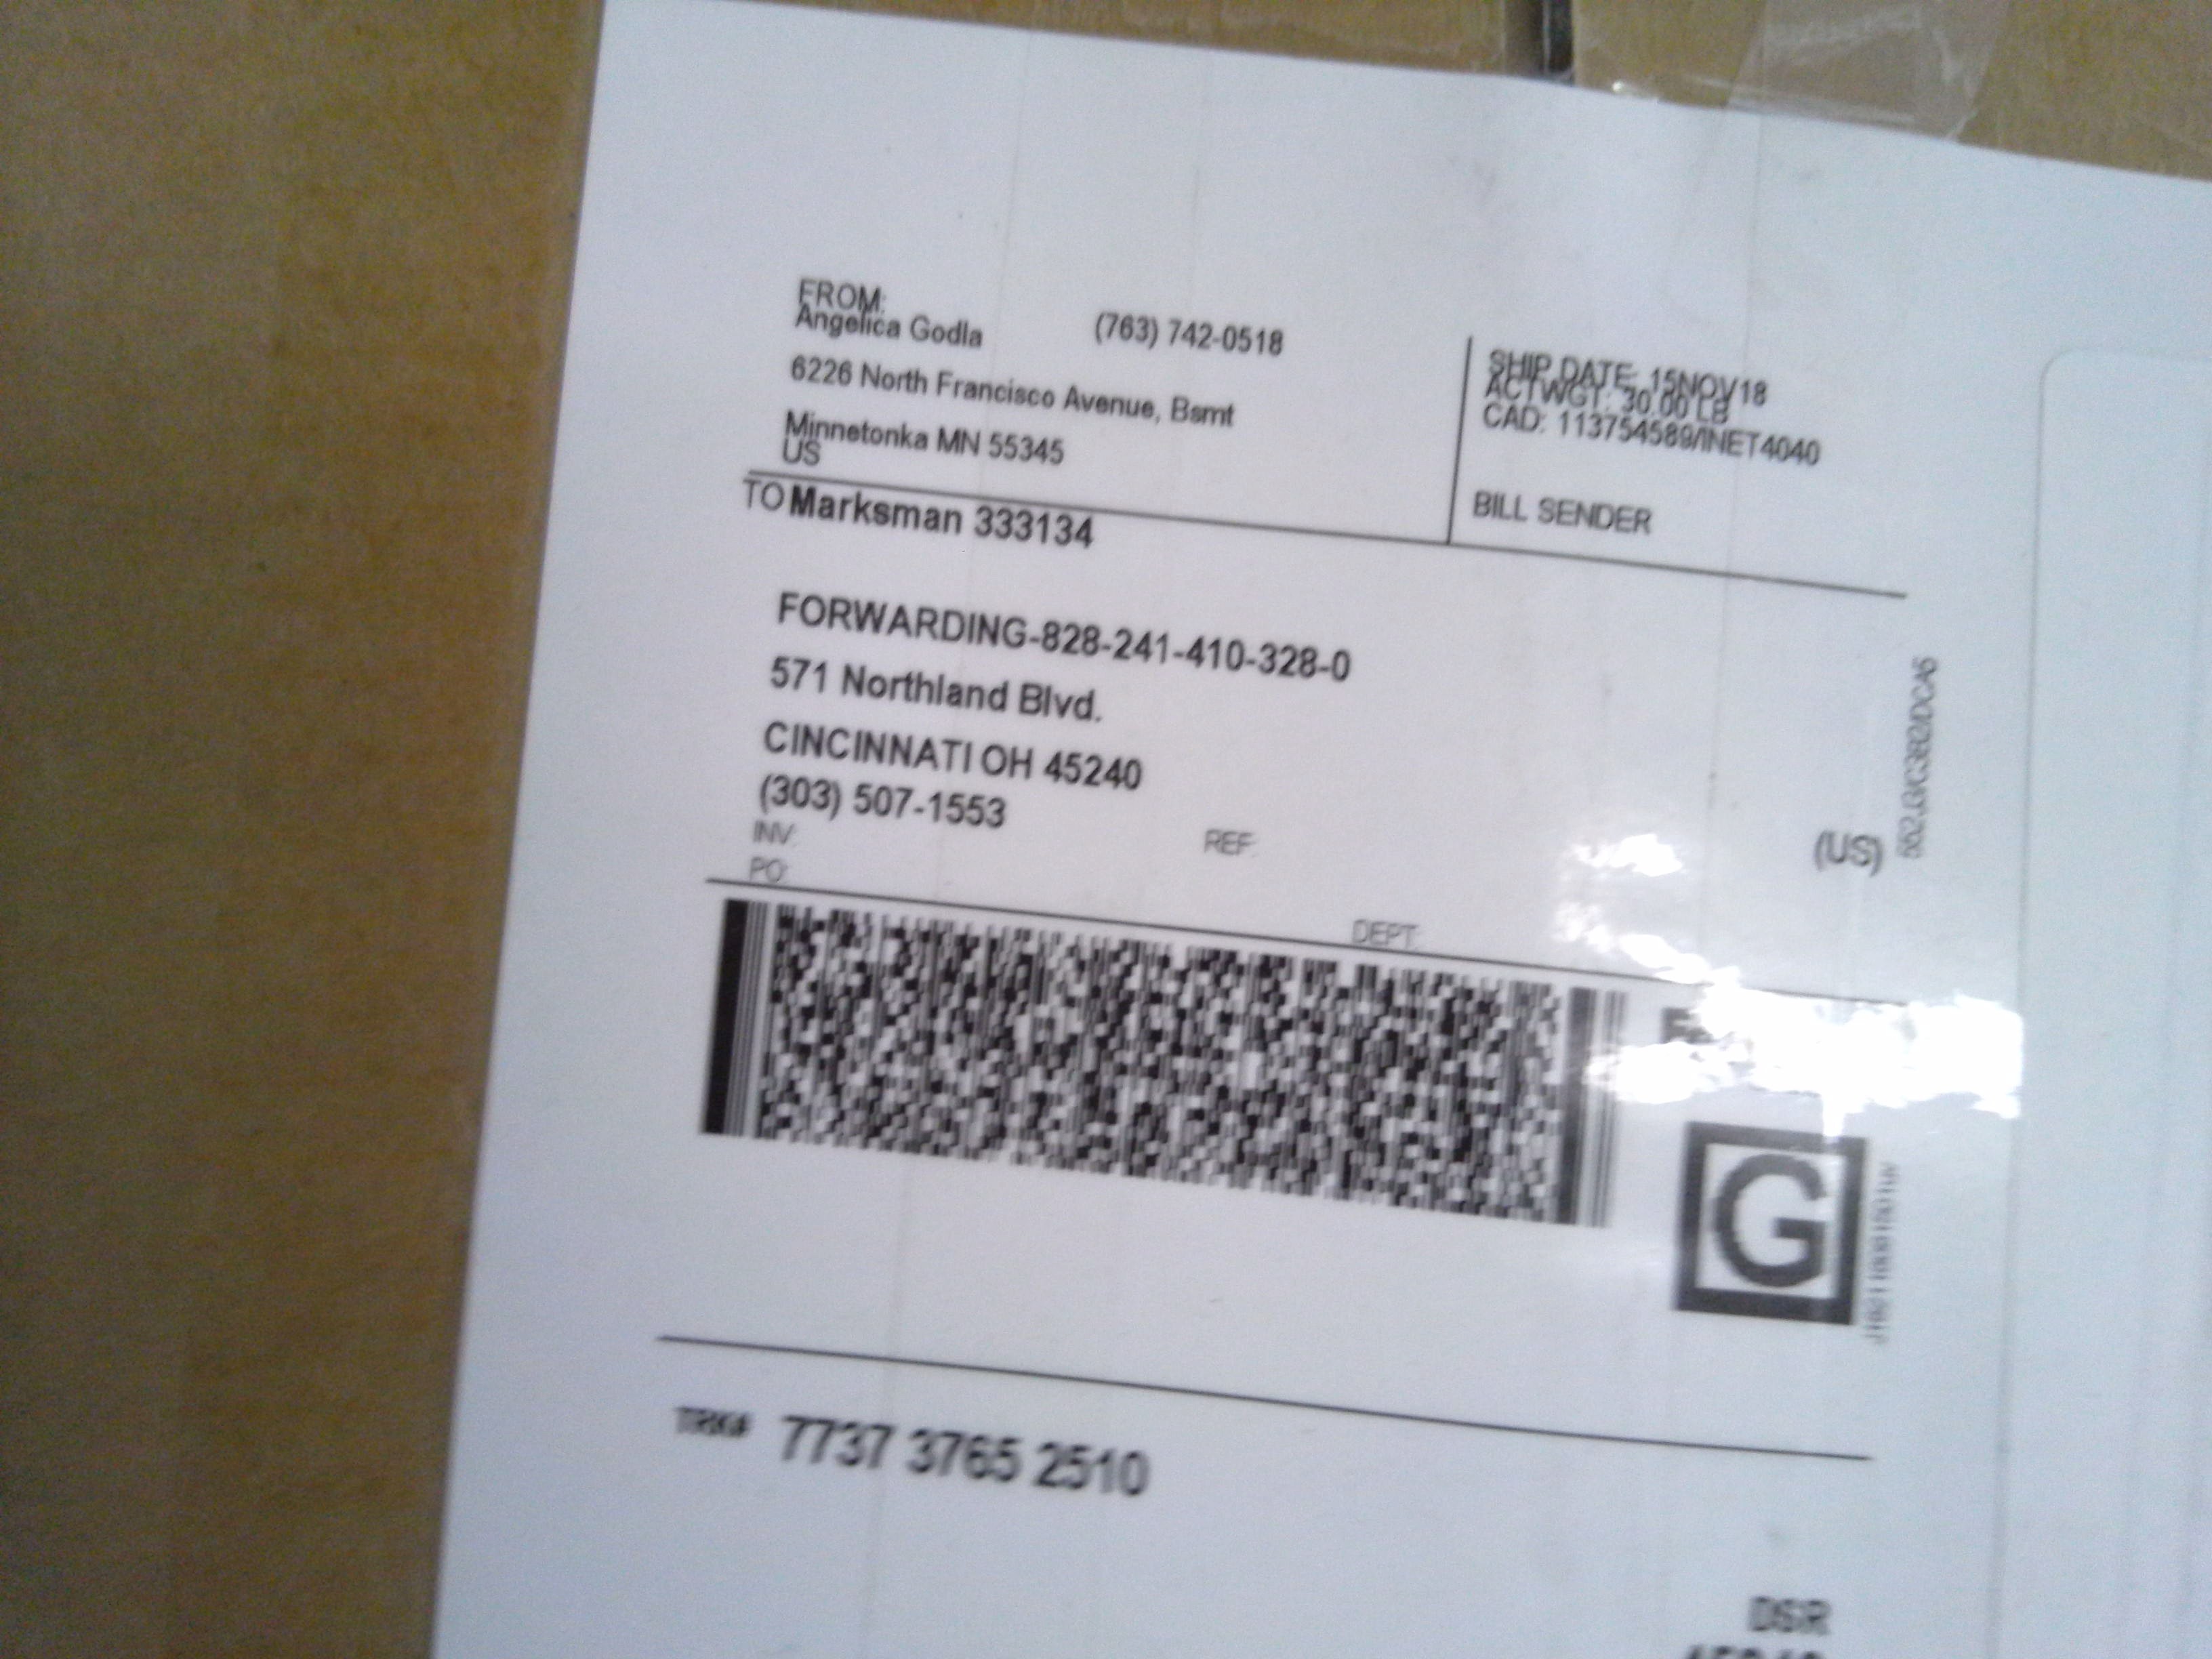 FROM:
Angelica Godla (763) 742-0518
6226 North Francisco Avenue, Bsmt
Minnetonka MN 55345
US
SHIP DATE: 15NOV18
ACTWGT: 30.00 LB
CAD: 113754589/INET4040
BILL SENDER
TO Marksman 333134
FORWARDING-828-241-410-328-0
571 Northland Blvd.
CINCINNATI OH 45240
(303) 507-1553
INV:
REF:
PO:
DEPT:
(US)
G
TRK# 7737 3765 2510
DSR